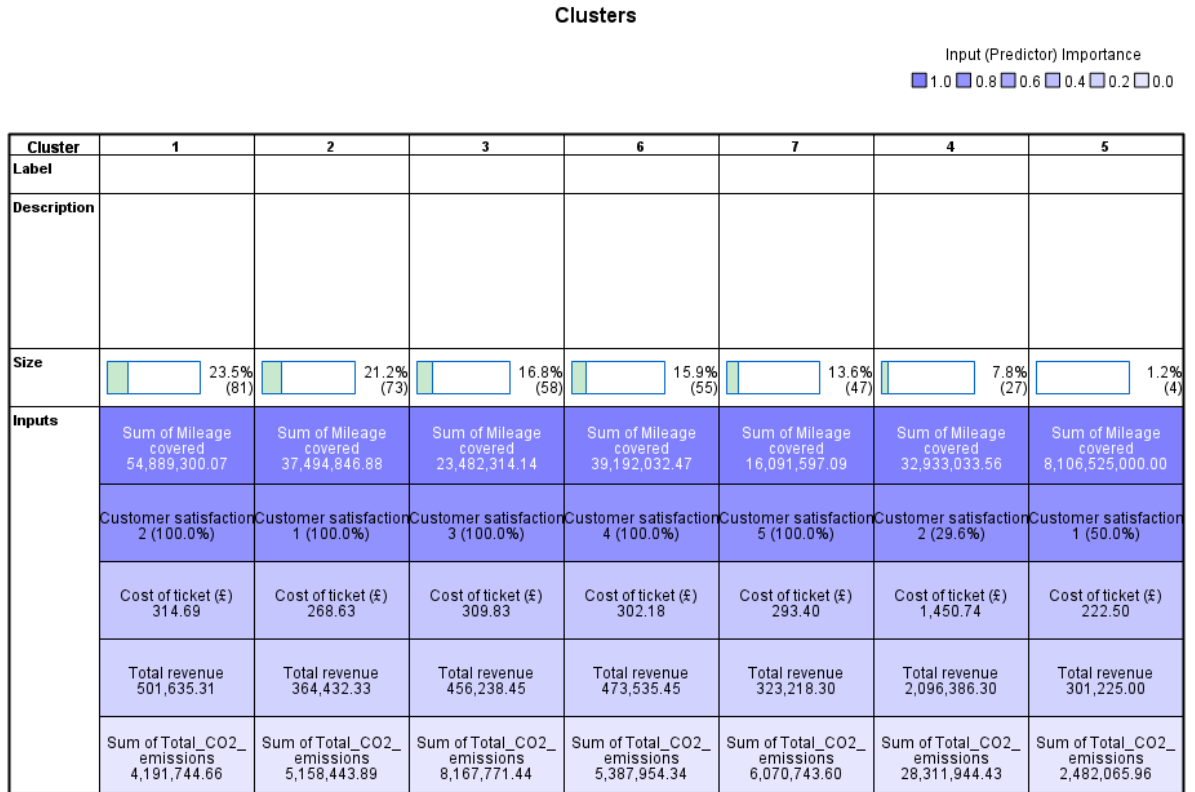 Clusters
Input (Predictor) Importance
1.0 0.8 0.6 0.4 0.2 0.0
Cluster 1 2 3 6 7 4 5
Label
Description
Size
23.5% 21.2% 16.8% 15.9% 13.6% 7.8% 1.2%
(81) (73) (58) (55) (47) (27) (4)
Inputs
Sum of Mileage Sum of Mileage Sum of Mileage Sum of Mileage Sum of Mileage Sum of Mileage Sum of Mileage
covered covered covered covered covered covered covered
54,889,300.07 37,494,846.88 23,482,314.14 39,192,032.47 16,091,597.09 32,933,033.56 8,106,525,000.00
Customer satisfaction Customer satisfaction Customer satisfaction Customer satisfaction Customer satisfaction Customer satisfaction Customer satisfaction
2 (100.0%) 1 (100.0%) 3 (100.0%) 4 (100.0%) 5 (100.0%) 2 (29.6%) 1 (50.0%)
Cost of ticket (£) Cost of ticket (£) Cost of ticket (£) Cost of ticket (£) Cost of ticket (£) Cost of ticket (£) Cost of ticket (£)
314.69 268.63 309.83 302.18 293.40 1,450.74 222.50
Total revenue Total revenue Total revenue Total revenue Total revenue Total revenue Total revenue
501,635.31 364,432.33 456,238.45 473,535.45 323,218.30 2,096,386.30 301,225.00
Sum of Total_CO2_ Sum of Total_CO2_ Sum of Total_CO2_ Sum of Total_CO2_ Sum of Total_CO2_ Sum of Total_CO2_ Sum of Total_CO2_
emissions emissions emissions emissions emissions emissions emissions
4,191,744.66 5,158,443.89 8,167,771.44 5,387,954.34 6,070,743.60 28,311,944.43 2,482,065.96